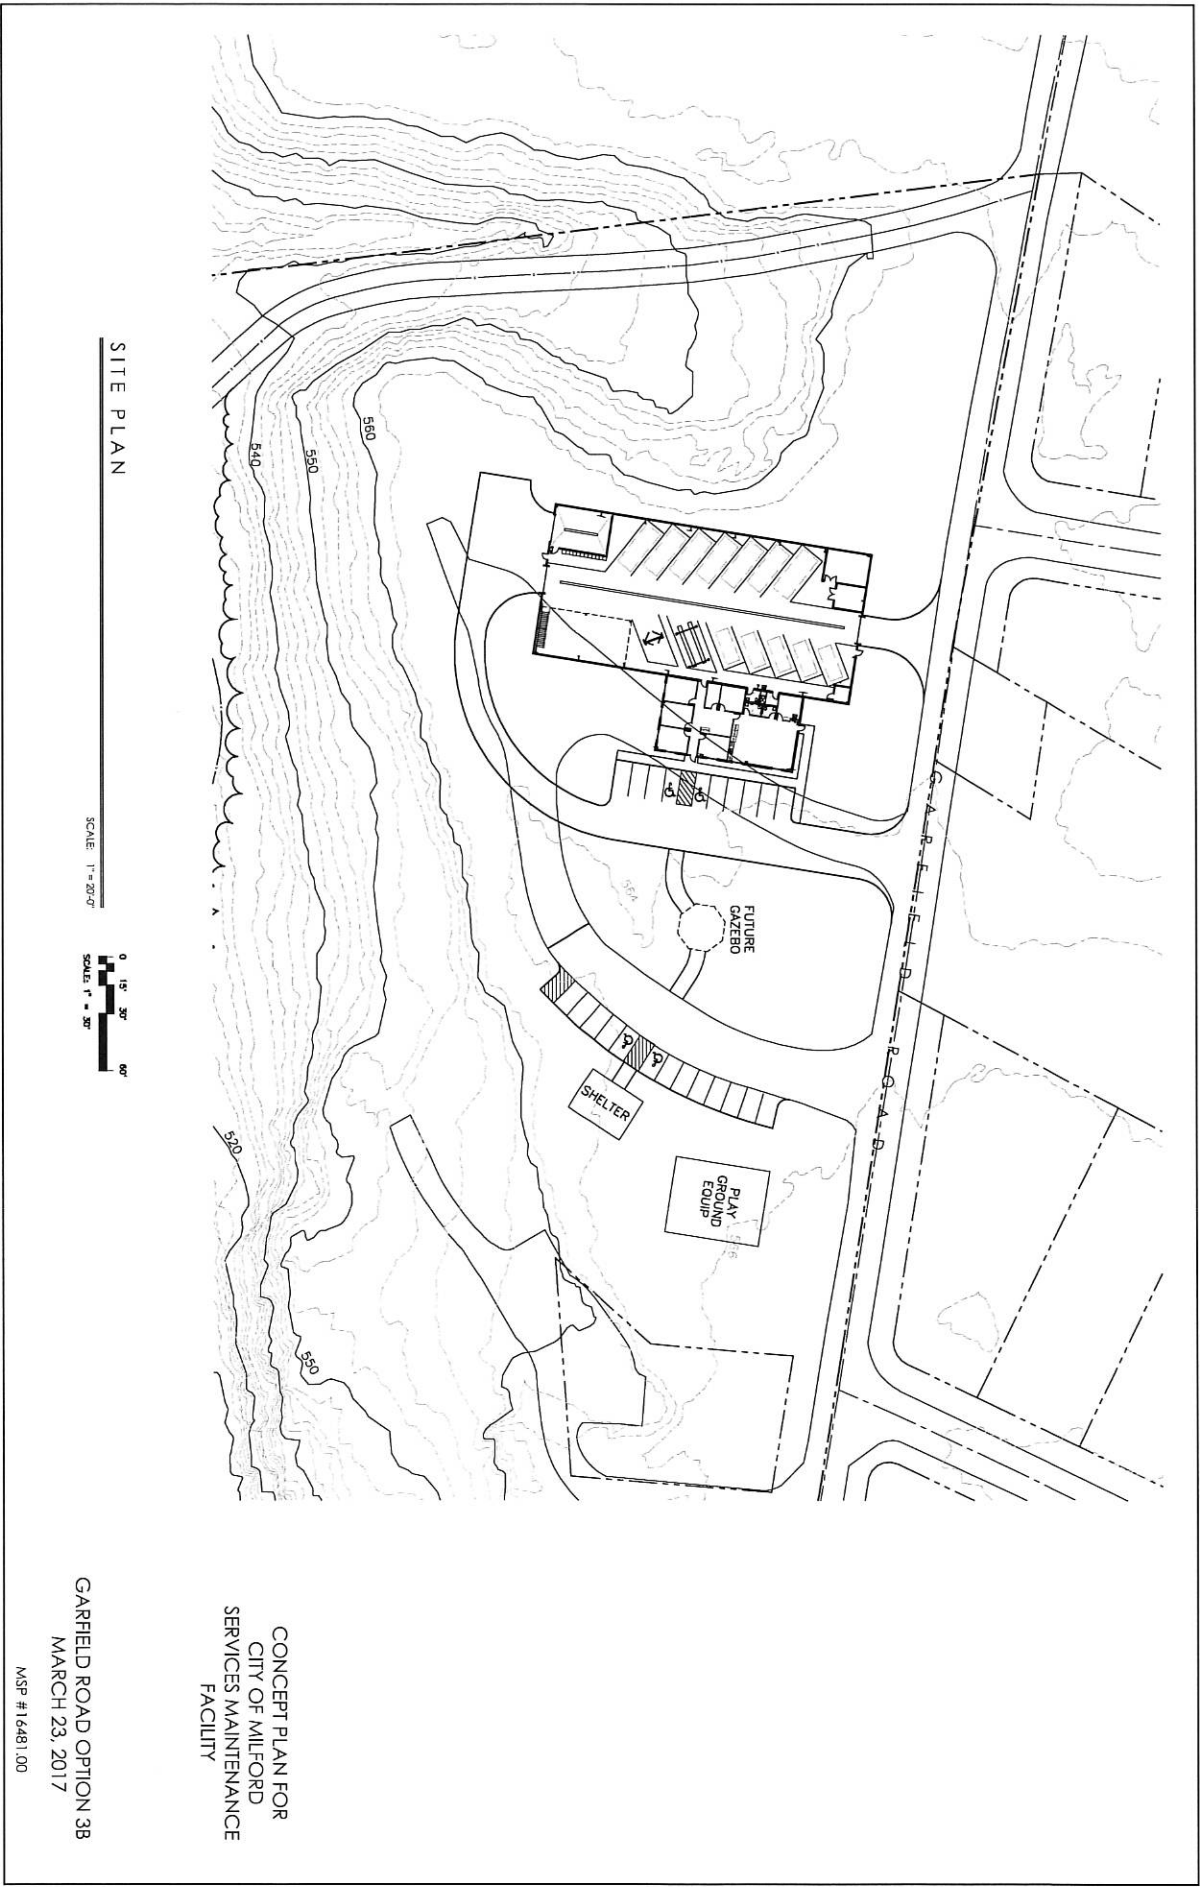 GARFIELD ROAD
560
550
540
564
FUTURE
GAZEBO
SHELTER
PLAY
GROUND
EQUIP
566
520
550
SITE PLAN
SCALE: 1" = 20'-0"
0 15' 30' 60'
SCALE: 1" = 30'
CONCEPT PLAN FOR
CITY OF MILFORD
SERVICES MAINTENANCE
FACILITY
GARFIELD ROAD OPTION 3B
MARCH 23, 2017
MSP #16481.00